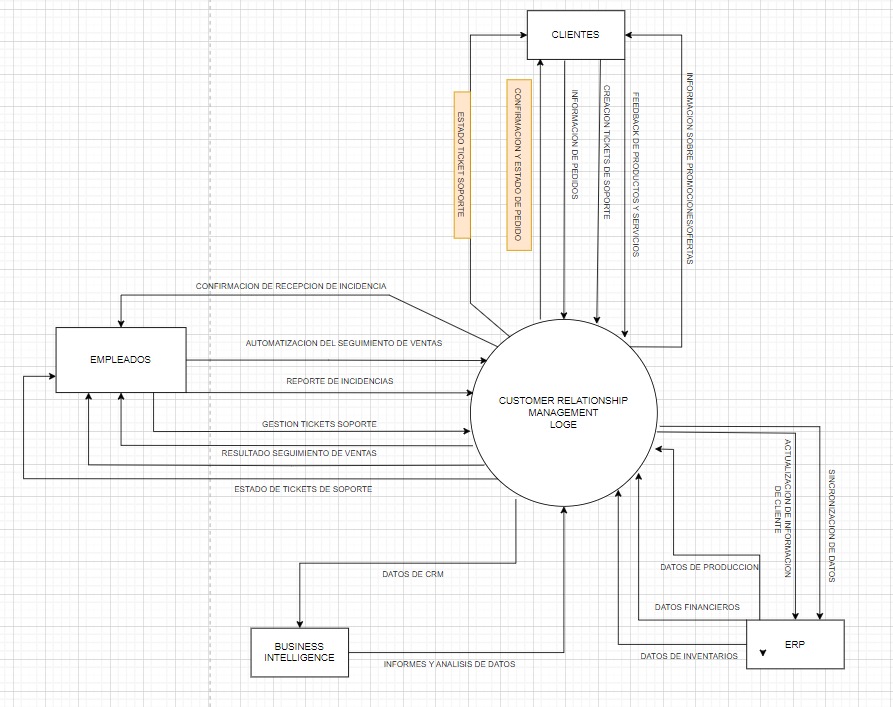 CLIENTES
ESTADO TICKET SOPORTE
CONFIRMACION Y ESTADO DE PEDIDO
INFORMACION DE PEDIDOS
CREACION TICKETS DE SOPORTE
FEEDBACK DE PRODUCTOS Y SERVICIOS
INFORMACION SOBRE PROMOCIONES/OFERTAS
CONFIRMACION DE RECEPCION DE INCIDENCIA
EMPLEADOS
AUTOMATIZACION DEL SEGUIMIENTO DE VENTAS
REPORTE DE INCIDENCIAS
GESTION TICKETS SOPORTE
RESULTADO SEGUIMIENTO DE VENTAS
ESTADO DE TICKETS DE SOPORTE
CUSTOMER RELATIONSHIP
MANAGEMENT
LOGE
ACTUALIZACION DE INFORMACION
DE CLIENTE
SINCRONIZACION DE DATOS
DATOS DE PRODUCCION
DATOS FINANCIEROS
DATOS DE INVENTARIOS
ERP
DATOS DE CRM
BUSINESS
INTELLIGENCE
INFORMES Y ANALISIS DE DATOS